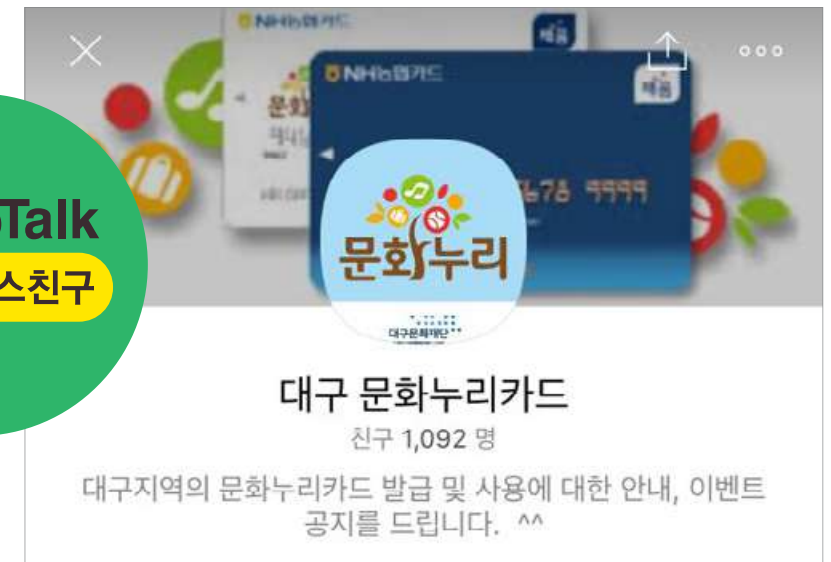 NH농협카드
NH농협카드
채움
채움
5678 9999
Talk
스친구
문화누리
대구문화재단
대구 문화누리카드
친구 1,092 명
대구지역의 문화누리카드 발급 및 사용에 대한 안내, 이벤트
공지를 드립니다. ^^